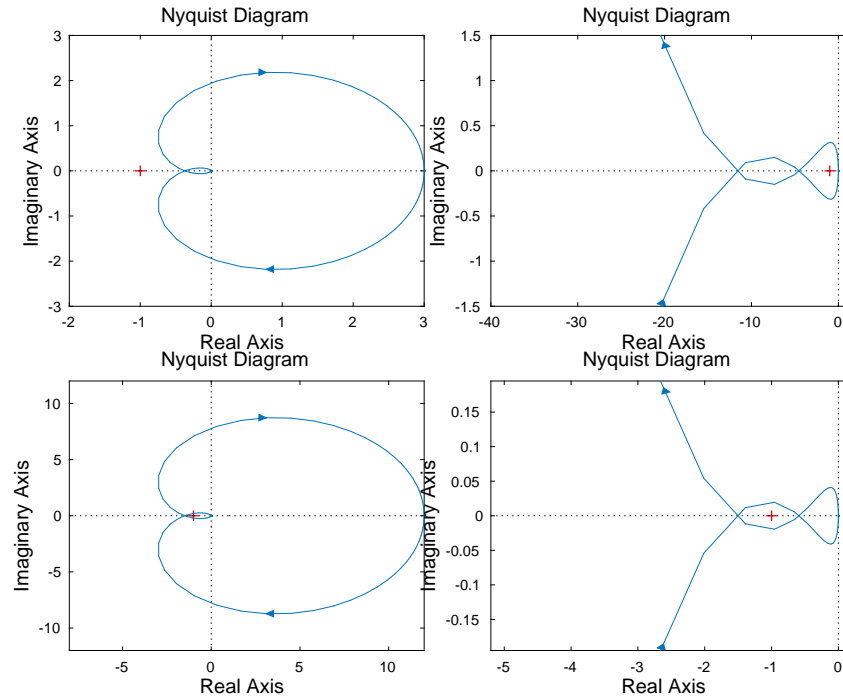 Nyquist Diagram
3
2
1
0
-1
-2
-3
-2 -1 0 1 2 3
Real Axis
Imaginary Axis
Nyquist Diagram
1.5
1
0.5
0
-0.5
-1
-1.5
-40 -30 -20 -10 0
Real Axis
Imaginary Axis
Nyquist Diagram
10
5
0
-5
-10
-5 0 5 10
Real Axis
Imaginary Axis
Nyquist Diagram
0.15
0.1
0.05
0
-0.05
-0.1
-0.15
-5 -4 -3 -2 -1 0
Real Axis
Imaginary Axis